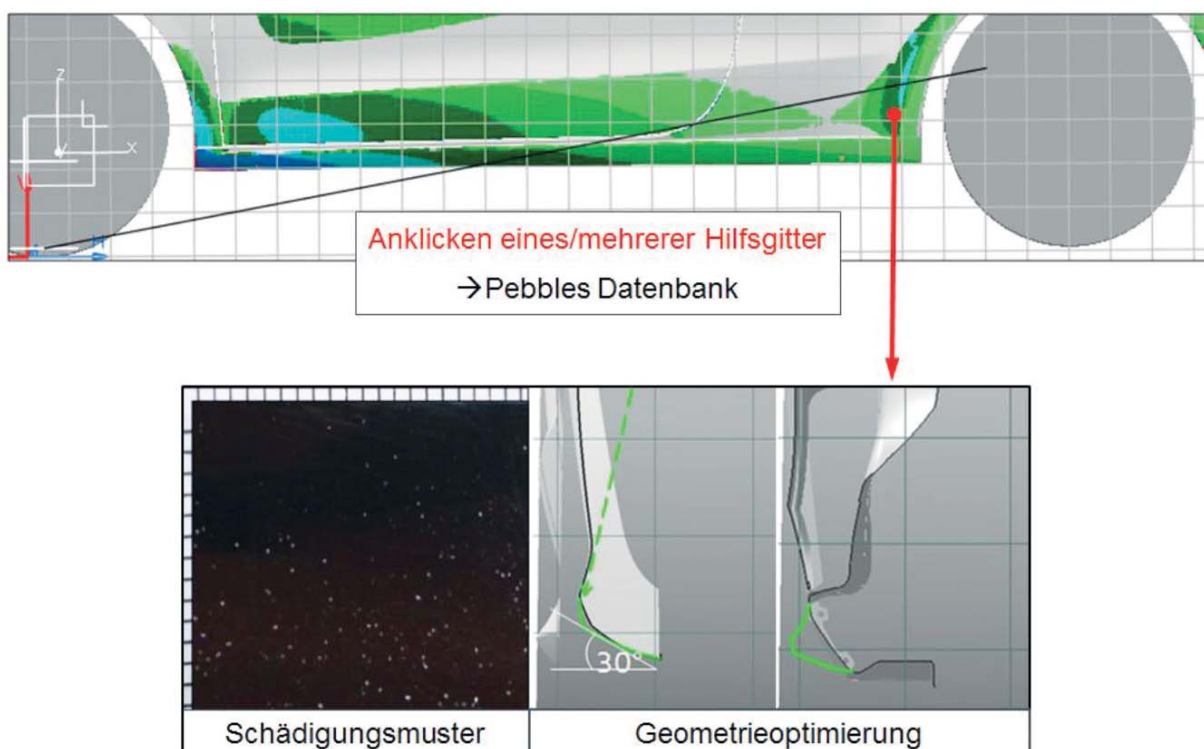 z
x
Anklicken eines/mehrerer Hilfsgitter
→Pebbles Datenbank
30°
Schädigungsmuster
Geometrieoptimierung